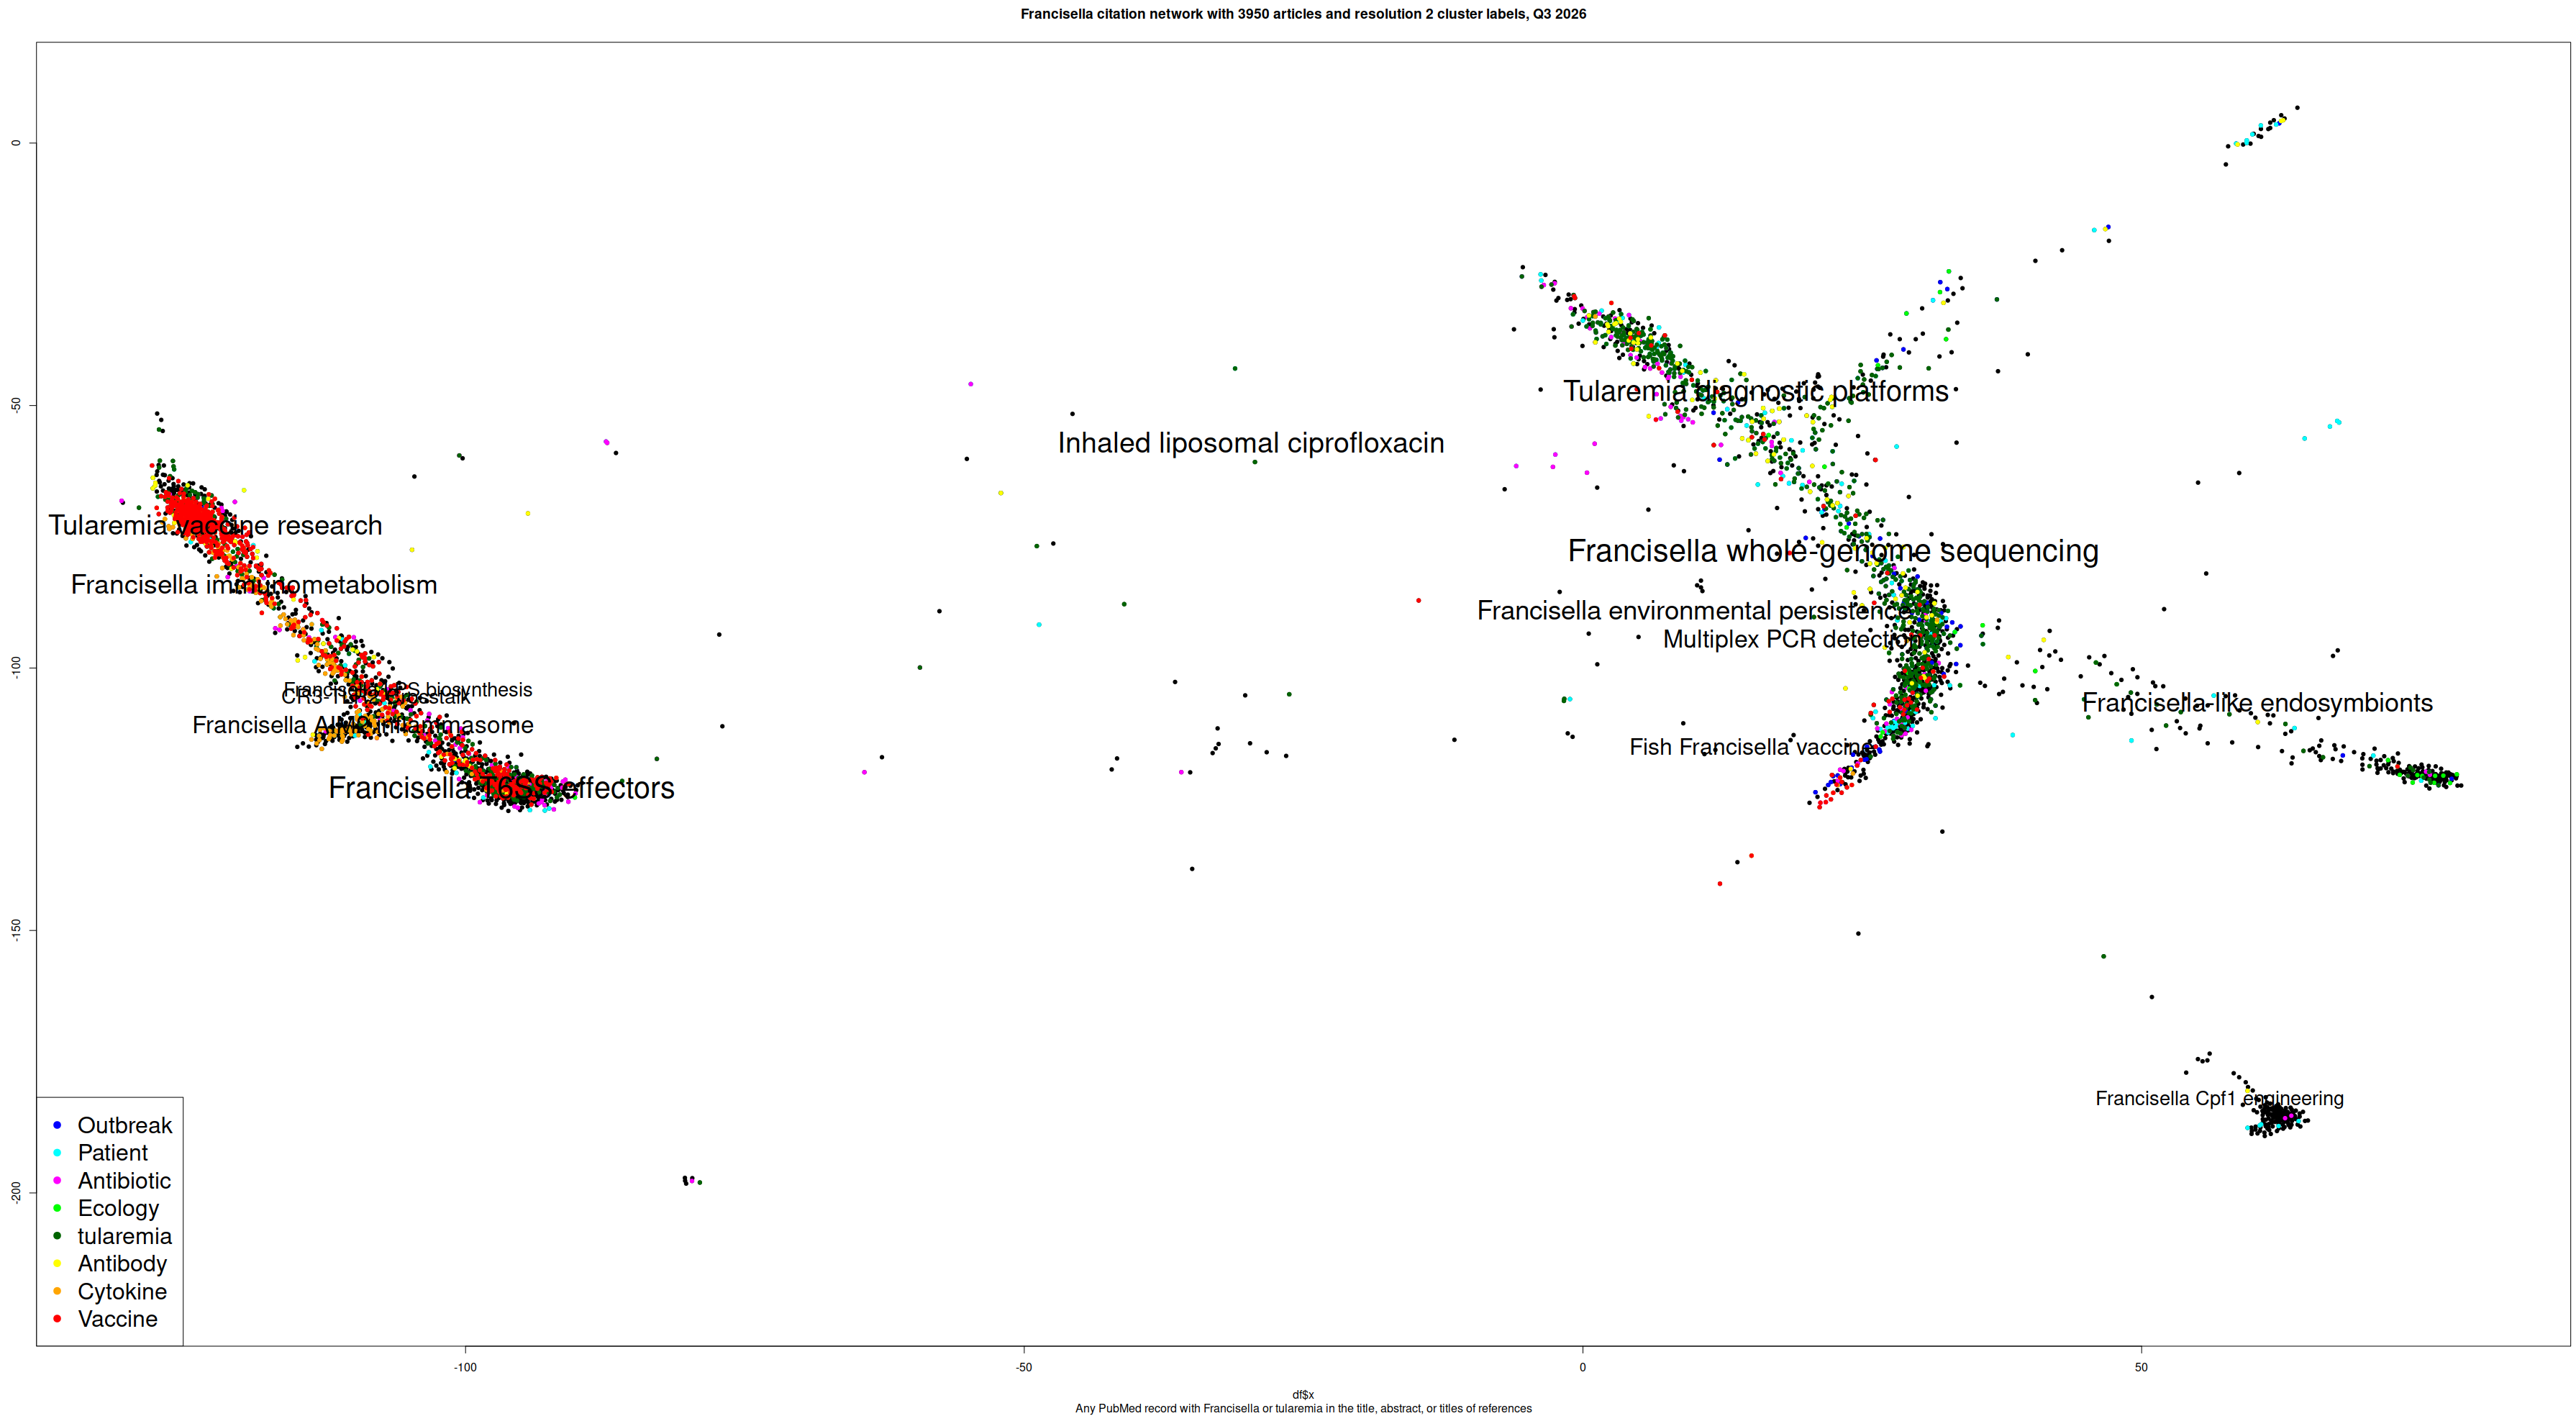 Francisella citation network with 3950 articles and resolution 2 cluster labels, Q3 2026
0
-50
-100
-150
-200
Tularemia diagnostic platforms
Inhaled liposomal ciprofloxacin
Tularemia vaccine research
Francisella whole-genome sequencing
Francisella immunometabolism
Francisella environmental persistence
Multiplex PCR detection
Francisella LPS biosynthesis
CR3-TLR2 crosstalk
Francisella-like endosymbionts
Francisella AIM2 inflammasome
Fish Francisella vaccine
Francisella T6SS effectors
Francisella Cpf1 engineering
Outbreak
Patient
Antibiotic
Ecology
tularemia
Antibody
Cytokine
Vaccine
-100
-50
0
50
df$x
Any PubMed record with Francisella or tularemia in the title, abstract, or titles of references